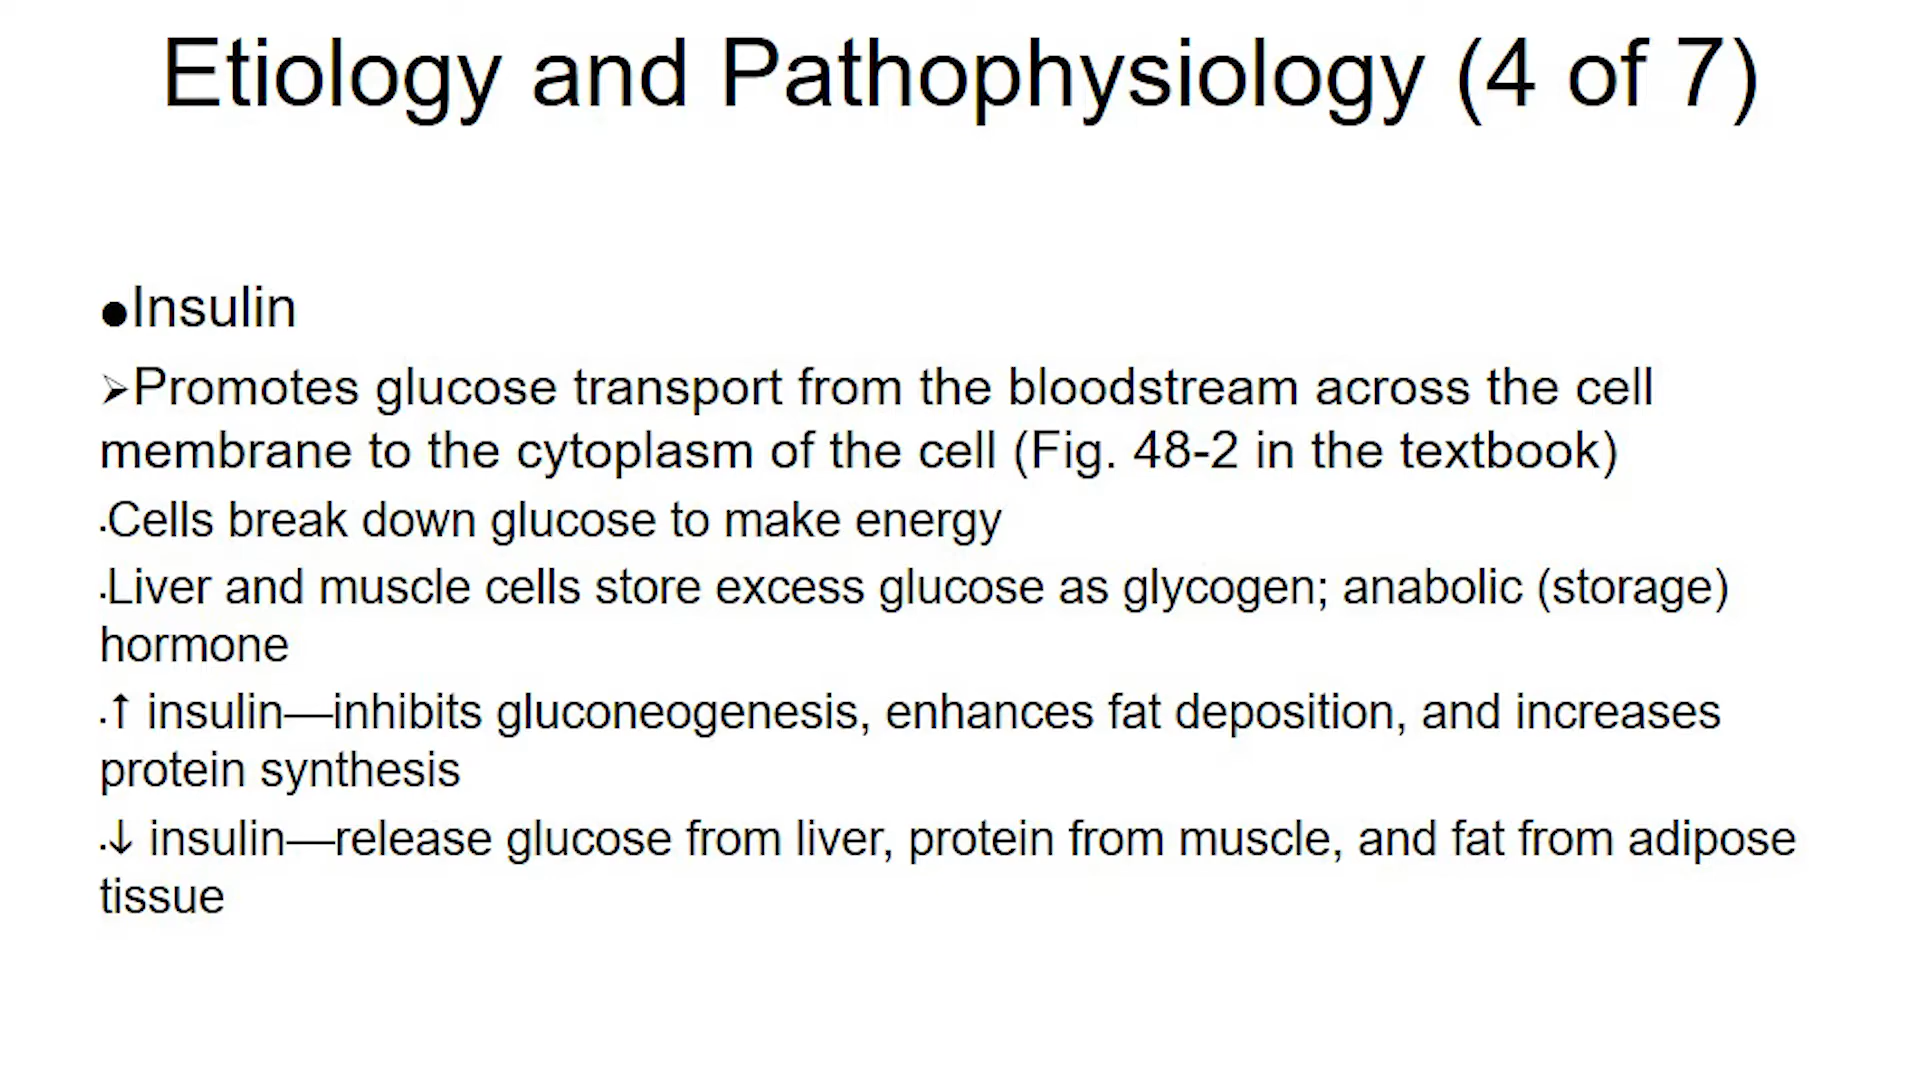 Etiology and Pathophysiology (4 of 7)
●Insulin
➢Promotes glucose transport from the bloodstream across the cell
membrane to the cytoplasm of the cell (Fig. 48-2 in the textbook)
▪Cells break down glucose to make energy
▪Liver and muscle cells store excess glucose as glycogen; anabolic (storage)
hormone
▪↑ insulin—inhibits gluconeogenesis, enhances fat deposition, and increases
protein synthesis
▪↓ insulin—release glucose from liver, protein from muscle, and fat from adipose
tissue